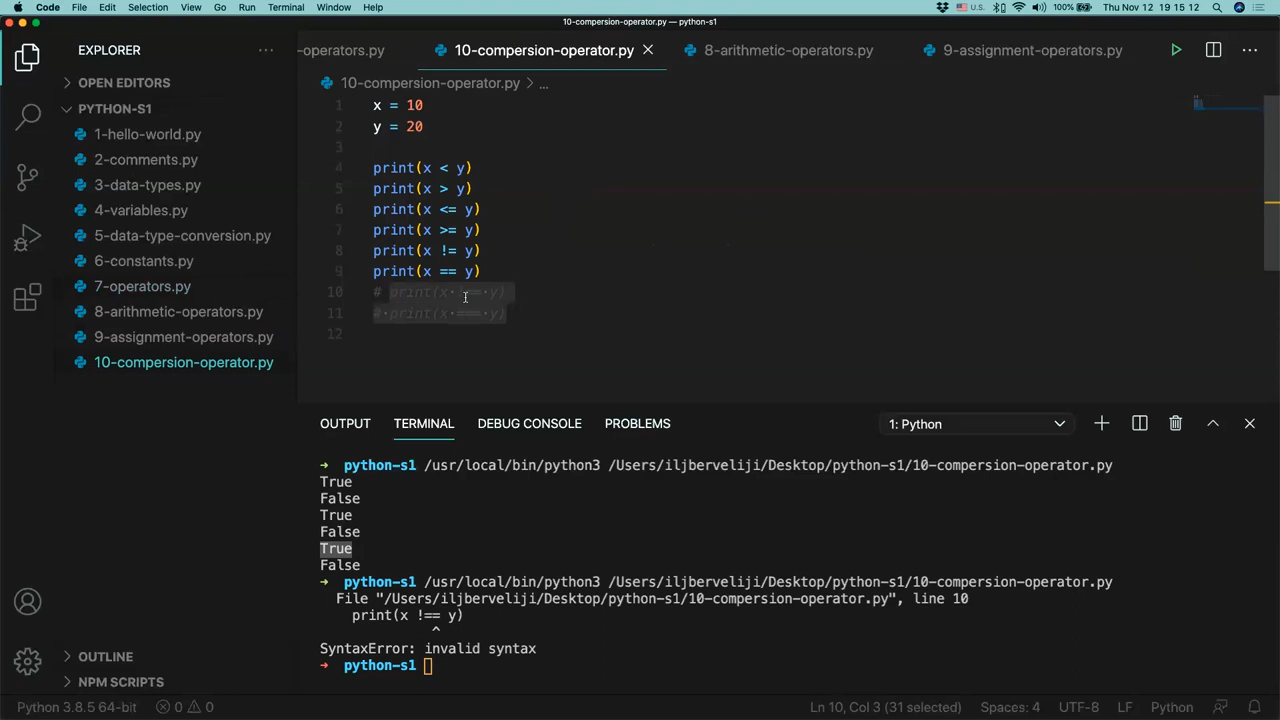 Code File Edit Selection View Go Run Terminal Window Help U.S. 100% Thu Nov 12 19:15:12
10-compersion-operator.py — python-s1
EXPLORER
-operators.py 10-compersion-operator.py 8-arithmetic-operators.py 9-assignment-operators.py
OPEN EDITORS
PYTHON-S1
1-hello-world.py
2-comments.py
3-data-types.py
4-variables.py
5-data-type-conversion.py
6-constants.py
7-operators.py
8-arithmetic-operators.py
9-assignment-operators.py
10-compersion-operator.py
OUTLINE
NPM SCRIPTS
10-compersion-operator.py > ...
1 x = 10
2 y = 20
3
4 print(x < y)
5 print(x > y)
6 print(x <= y)
7 print(x >= y)
8 print(x != y)
9 print(x == y)
10 # print(x·!==·y)
11 #·print(x·===·y)
12
OUTPUT TERMINAL DEBUG CONSOLE PROBLEMS 1: Python
→ python-s1 /usr/local/bin/python3 /Users/iljberveliji/Desktop/python-s1/10-compersion-operator.py
True
False
True
False
True
False
→ python-s1 /usr/local/bin/python3 /Users/iljberveliji/Desktop/python-s1/10-compersion-operator.py
File "/Users/iljberveliji/Desktop/python-s1/10-compersion-operator.py", line 10
print(x !== y)
^
SyntaxError: invalid syntax
→ python-s1
Python 3.8.5 64-bit 0 0 Ln 10, Col 3 (31 selected) Spaces: 4 UTF-8 LF Python